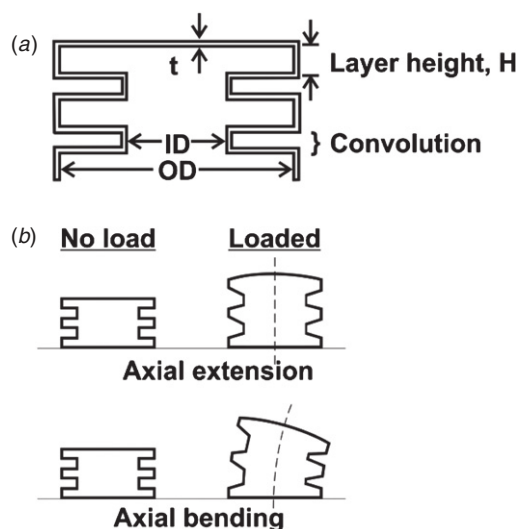 (a)
t
Layer height, H
ID
} Convolution
OD
(b)
No load Loaded
Axial extension
Axial bending